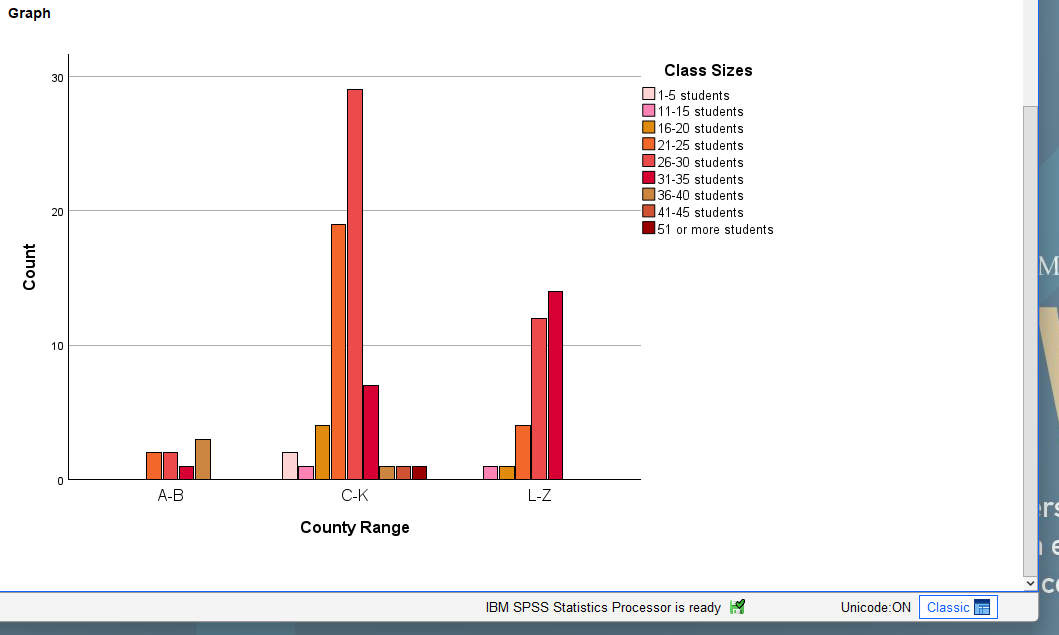 Graph
30
20
10
0
Count
A-B
C-K
L-Z
County Range
Class Sizes
1-5 students
11-15 students
16-20 students
21-25 students
26-30 students
31-35 students
36-40 students
41-45 students
51 or more students
M
ers
e
co
IBM SPSS Statistics Processor is ready
Unicode:ON
Classic